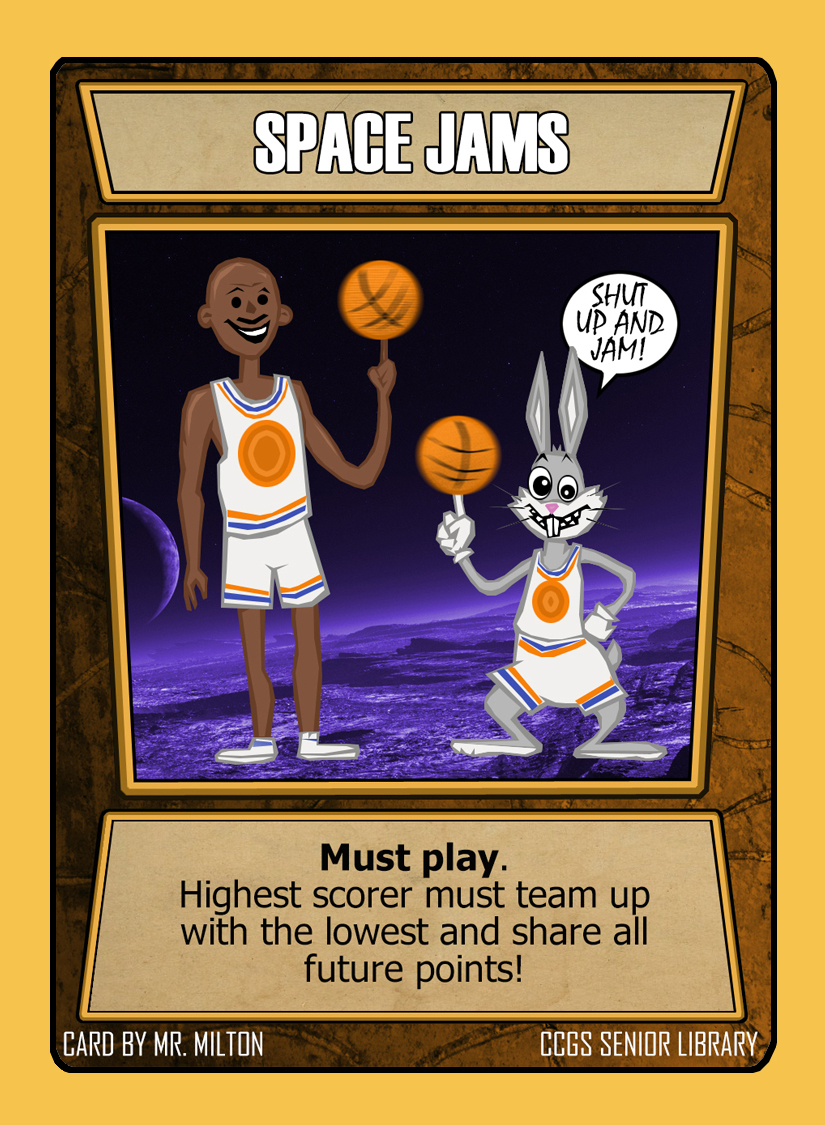 SPACE JAMS
SHUT
UP AND
JAM!
Must play.
Highest scorer must team up
with the lowest and share all
future points!
CARD BY MR. MILTON
CCGS SENIOR LIBRARY